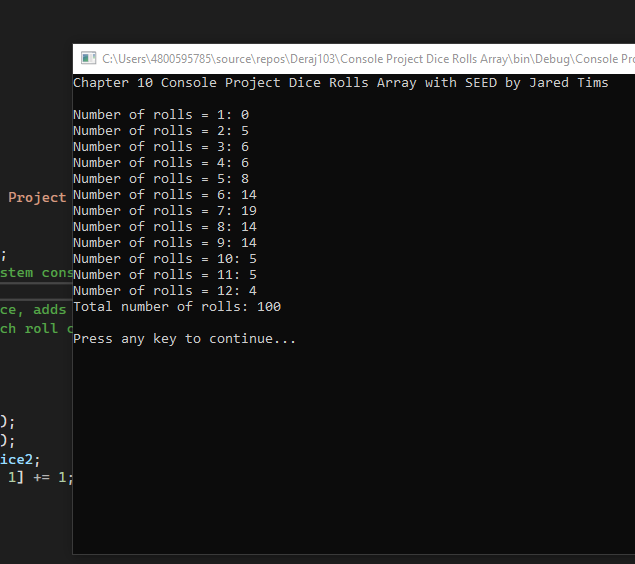 C:\Users\4800595785\source\repos\Deraj103\Console Project Dice Rolls Array\bin\Debug\Console Pro
Chapter 10 Console Project Dice Rolls Array with SEED by Jared Tims
Number of rolls = 1: 0
Number of rolls = 2: 5
Number of rolls = 3: 6
Number of rolls = 4: 6
Number of rolls = 5: 8
Number of rolls = 6: 14
Project
Number of rolls = 7: 19
Number of rolls = 8: 14
Number of rolls = 9: 14
;
Number of rolls = 10: 5
stem cons
Number of rolls = 11: 5
Number of rolls = 12: 4
ce, adds
Total number of rolls: 100
ch roll c
Press any key to continue...
);
);
ice2;
1] += 1;